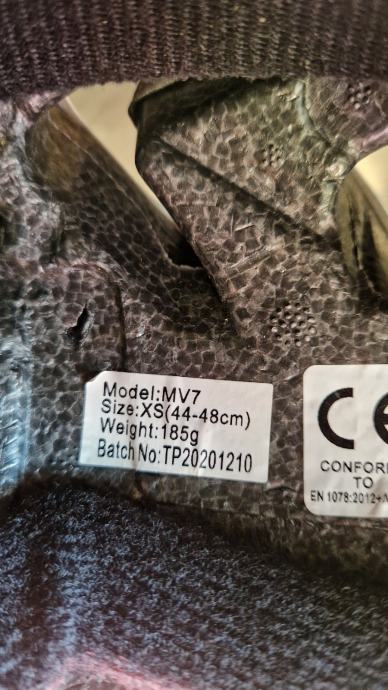 Model:MV7
Size:XS(44-48cm)
Weight:185g
Batch No:TP20201210
CE
CONFOR
TO
EN 1078:2012+A